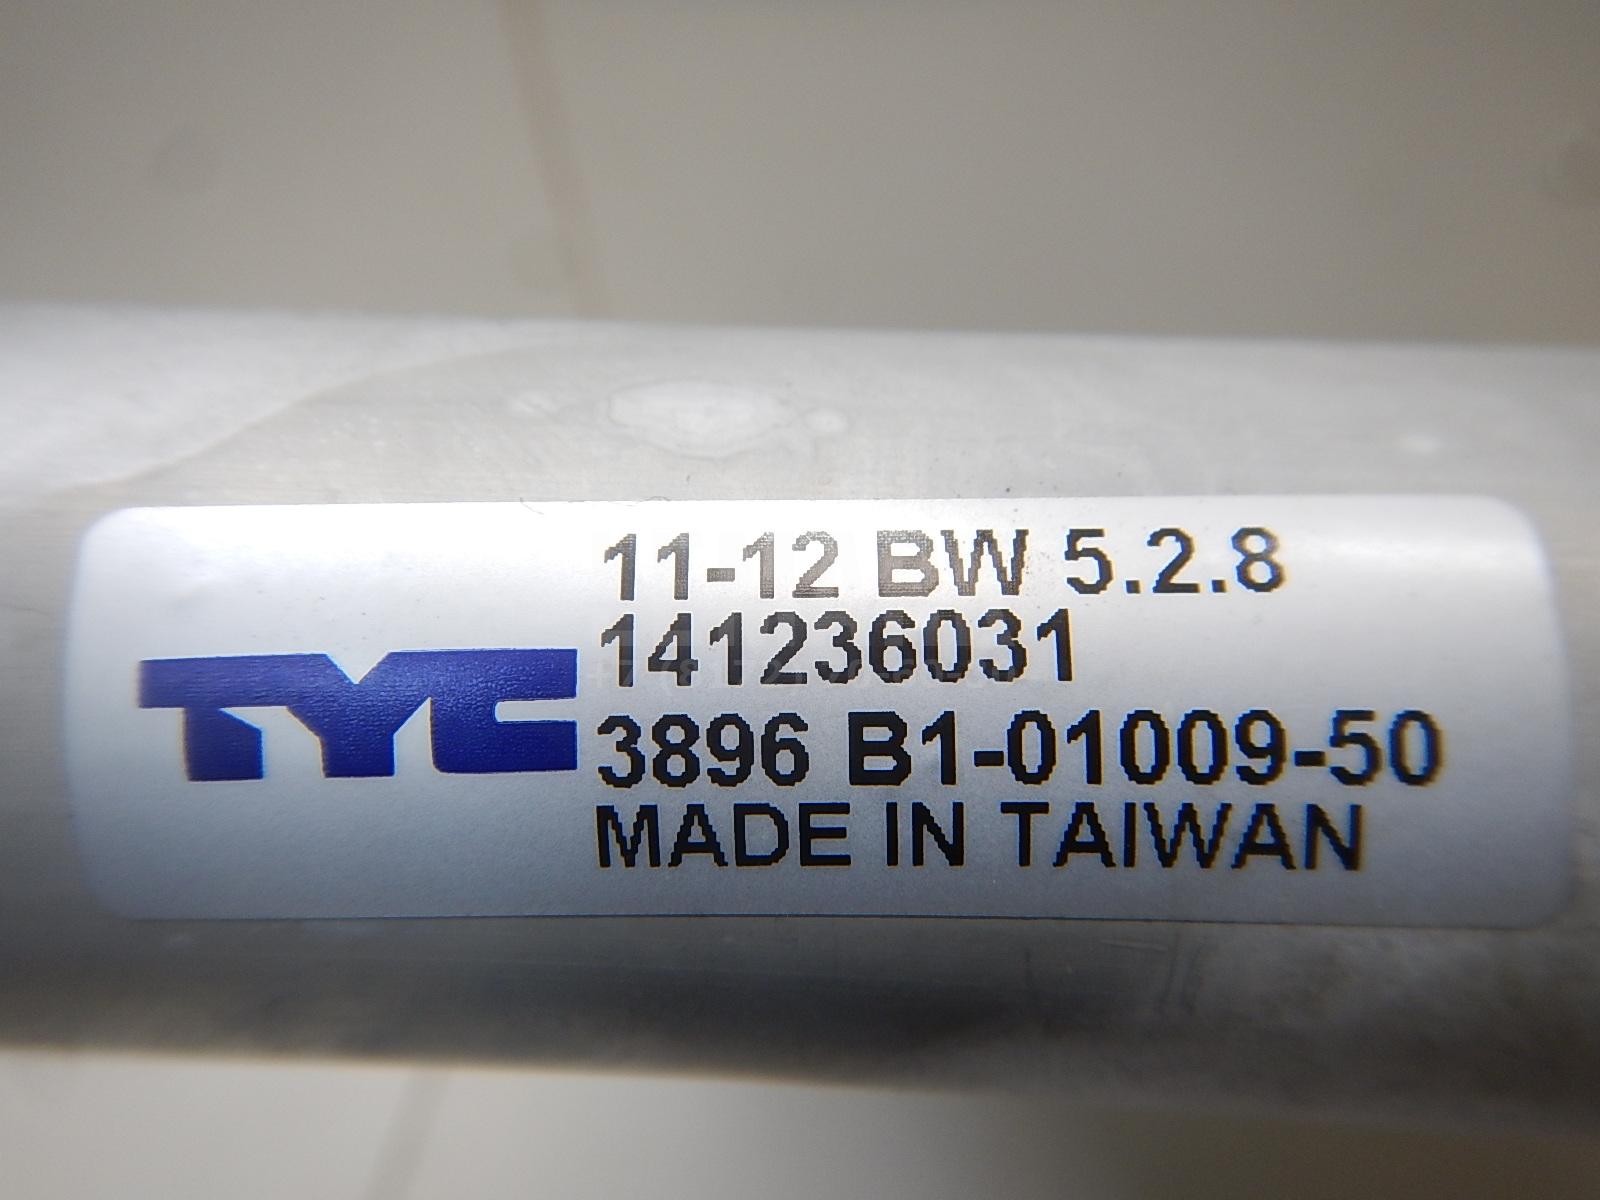 11-12 BW 5.2.8
141236031
TYC
3896 B1-01009-50
MADE IN TAIWAN